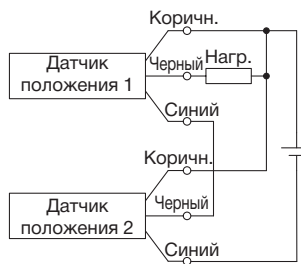 Коричн.
Датчик
положения 1
Черный
Нагр.
Синий
Коричн.
Датчик
положения 2
Черный
Синий